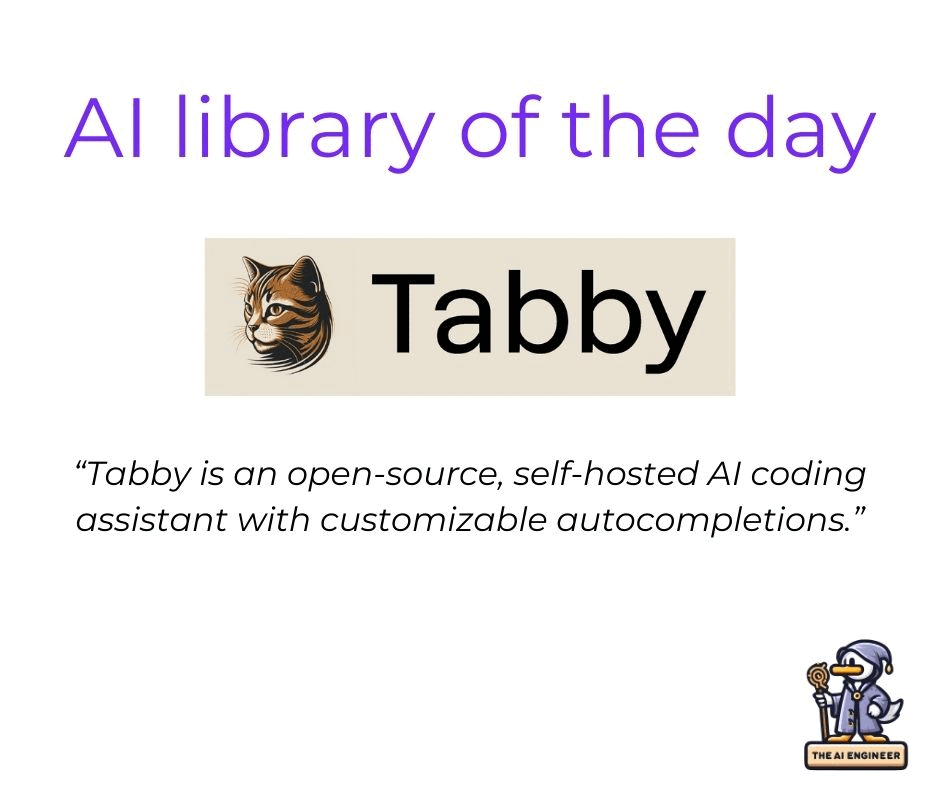 AI library of the day
Tabby
“Tabby is an open-source, self-hosted AI coding
assistant with customizable autocompletions.”
THE AI ENGINEER